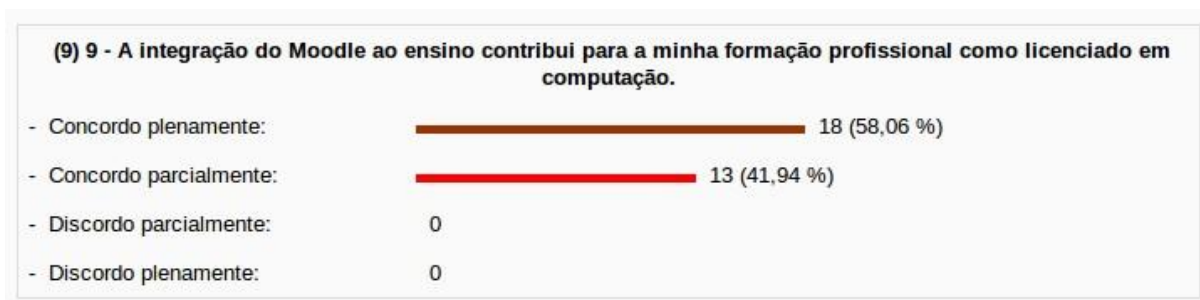 (9) 9 - A integração do Moodle ao ensino contribui para a minha formação profissional como licenciado em
computação.
- Concordo plenamente: 18 (58,06 %)
- Concordo parcialmente: 13 (41,94 %)
- Discordo parcialmente: 0
- Discordo plenamente: 0